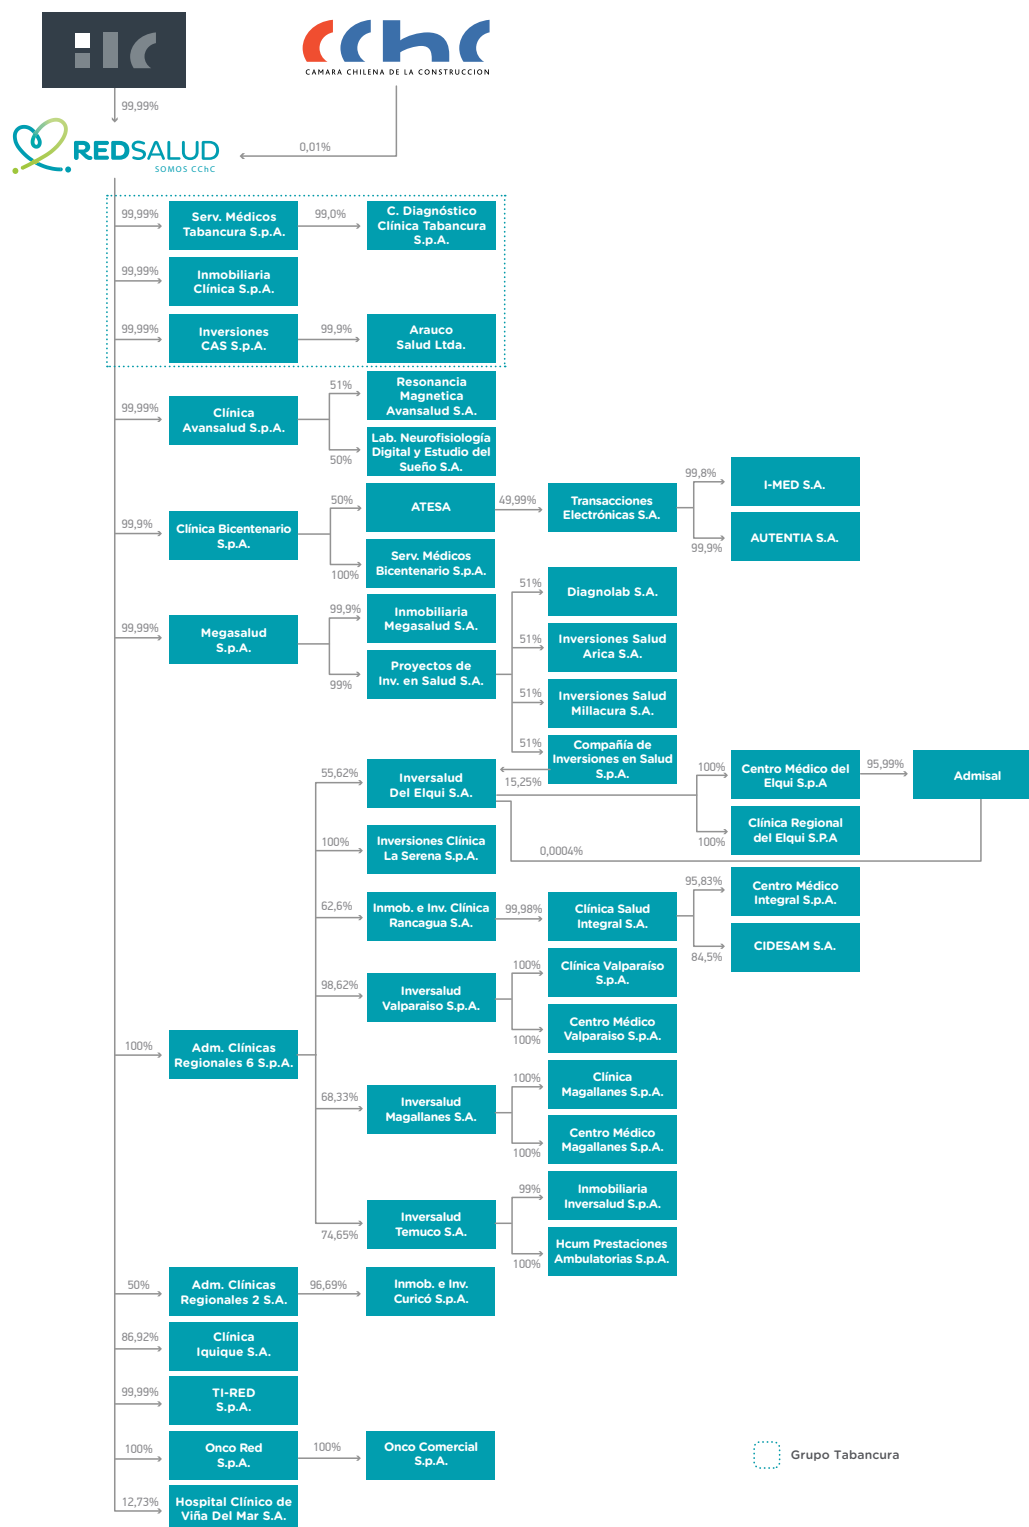 ilc
cchc
CAMARA CHILENA DE LA CONSTRUCCION
99,99%
0,01%
REDSALUD
SOMOS CChC
99,99%
Serv. Médicos
Tabancura S.p.A.
99,0%
C. Diagnóstico
Clínica Tabancura
S.p.A.
99,99%
Inmobiliaria
Clínica S.p.A.
99,99%
Inversiones
CAS S.p.A.
99,9%
Arauco
Salud Ltda.
99,99%
Clínica
Avansalud S.p.A.
51%
Resonancia
Magnetica
Avansalud S.A.
50%
Lab. Neurofisiología
Digital y Estudio del
Sueño S.A.
99,9%
Clínica Bicentenario
S.p.A.
50%
ATESA
49,99%
Transacciones
Electrónicas S.A.
99,8%
I-MED S.A.
99,9%
AUTENTIA S.A.
100%
Serv. Médicos
Bicentenario S.p.A.
99,99%
Megasalud
S.p.A.
99,9%
Inmobiliaria
Megasalud S.A.
99%
Proyectos de
Inv. en Salud S.A.
51%
Diagnolab S.A.
51%
Inversiones Salud
Arica S.A.
51%
Inversiones Salud
Millacura S.A.
51%
Compañía de
Inversiones en Salud
S.p.A.
15,25%
100%
Adm. Clínicas
Regionales 6 S.p.A.
55,62%
Inversalud
Del Elqui S.A.
100%
Centro Médico del
Elqui S.p.A
95,99%
Admisal
100%
Clínica Regional
del Elqui S.P.A
0,0004%
100%
Inversiones Clínica
La Serena S.p.A.
62,6%
Inmob. e Inv. Clínica
Rancagua S.A.
99,98%
Clínica Salud
Integral S.A.
95,83%
Centro Médico
Integral S.p.A.
84,5%
CIDESAM S.A.
98,62%
Inversalud
Valparaiso S.p.A.
100%
Clínica Valparaíso
S.p.A.
100%
Centro Médico
Valparaiso S.p.A.
68,33%
Inversalud
Magallanes S.A.
100%
Clínica
Magallanes S.p.A.
100%
Centro Médico
Magallanes S.p.A.
74,65%
Inversalud
Temuco S.A.
99%
Inmobiliaria
Inversalud S.p.A.
100%
Hcum Prestaciones
Ambulatorias S.p.A.
50%
Adm. Clínicas
Regionales 2 S.A.
96,69%
Inmob. e Inv.
Curicó S.p.A.
86,92%
Clínica
Iquique S.A.
99,99%
TI-RED
S.p.A.
100%
Onco Red
S.p.A.
100%
Onco Comercial
S.p.A.
12,73%
Hospital Clínico de
Viña Del Mar S.A.
Grupo Tabancura